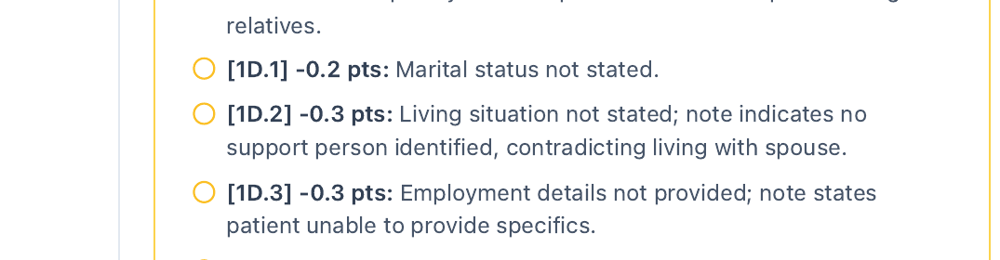 relatives.
[1D.1] -0.2 pts: Marital status not stated.
[1D.2] -0.3 pts: Living situation not stated; note indicates no
support person identified, contradicting living with spouse.
[1D.3] -0.3 pts: Employment details not provided; note states
patient unable to provide specifics.